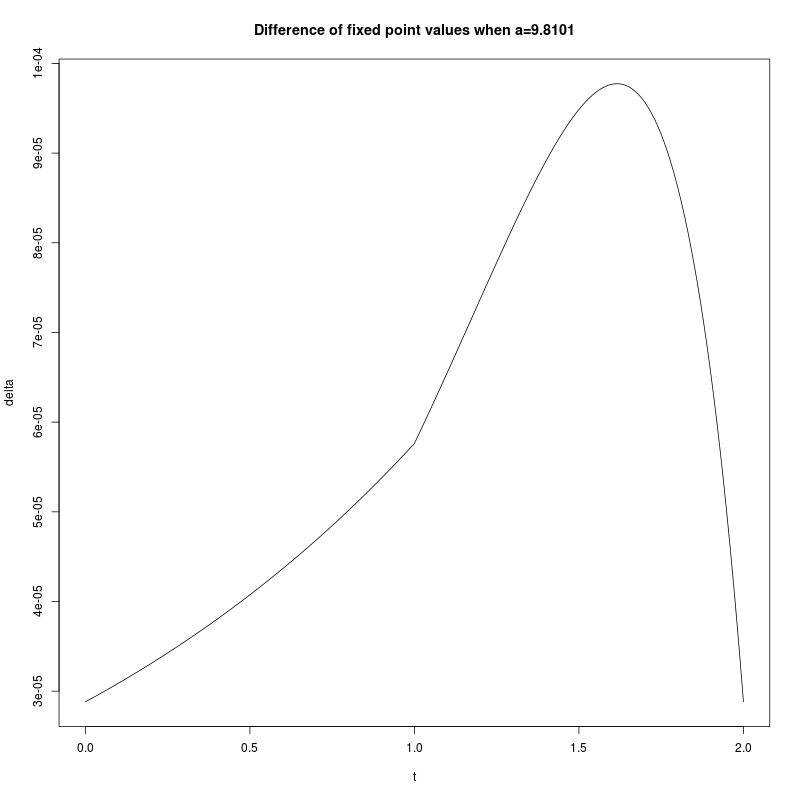 Difference of fixed point values when a=9.8101
1e-04
9e-05
8e-05
7e-05
6e-05
5e-05
4e-05
3e-05
delta
0.0 0.5 1.0 1.5 2.0
t